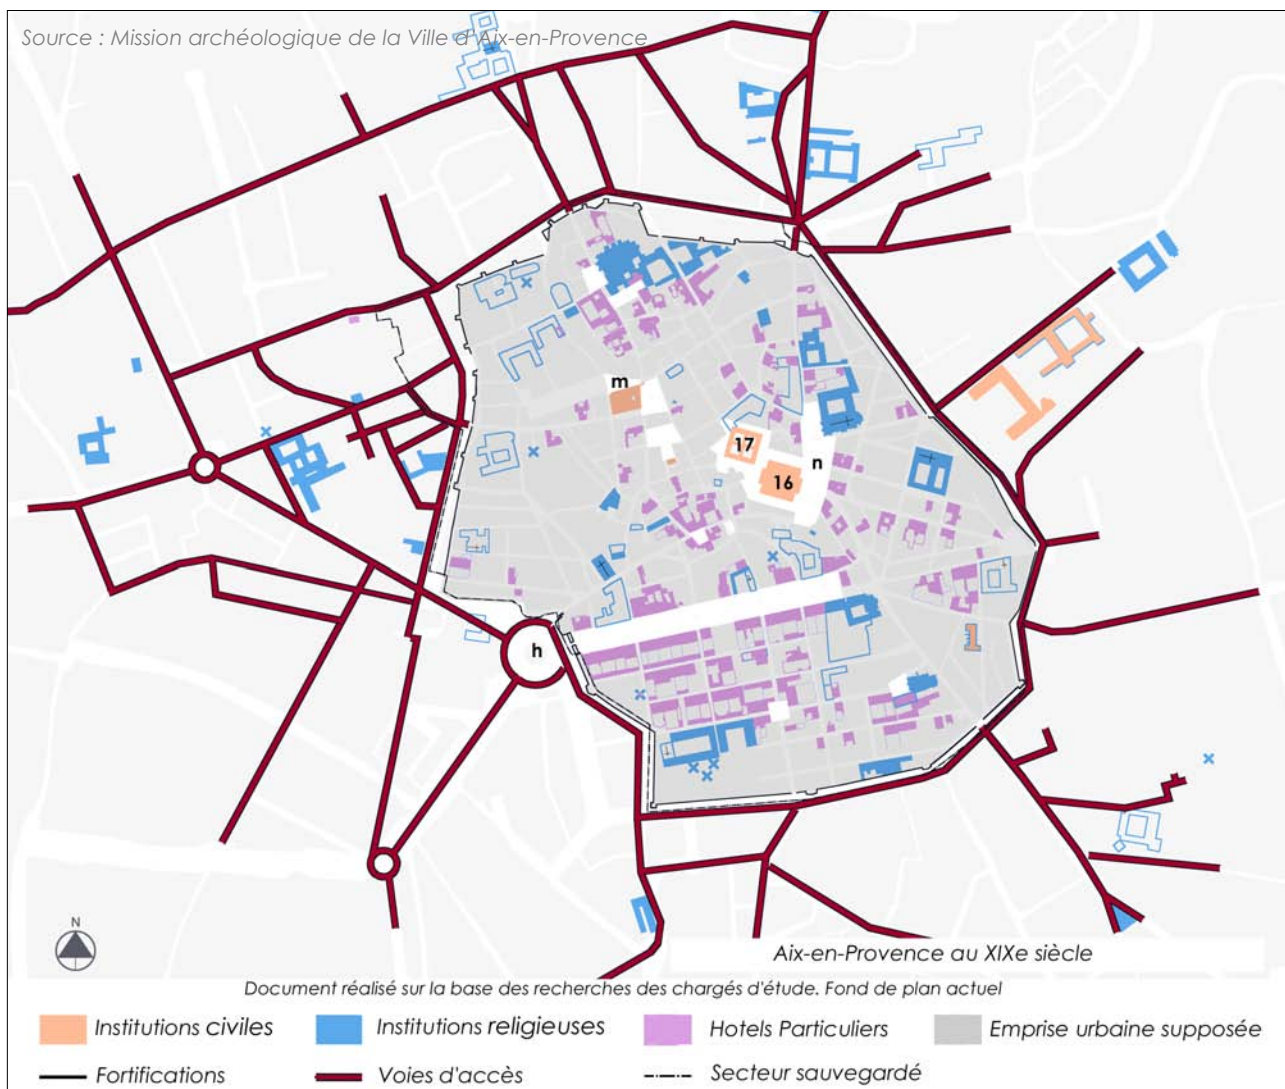 Source : Mission archéologique de la Ville d'Aix-en-Provence
m
17
n
16
h
N
Aix-en-Provence au XIXe siècle
Document réalisé sur la base des recherches des chargés d'étude. Fond de plan actuel
Institutions civiles
Institutions religieuses
Hotels Particuliers
Emprise urbaine supposée
Fortifications
Voies d'accès
Secteur sauvegardé